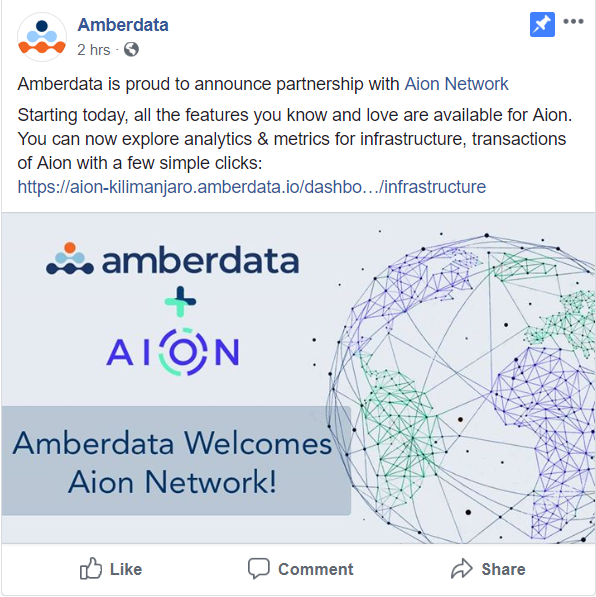 Amberdata
2 hrs ·
Amberdata is proud to announce partnership with Aion Network
Starting today, all the features you know and love are available for Aion.
You can now explore analytics & metrics for infrastructure, transactions
of Aion with a few simple clicks:
https://aion-kilimanjaro.amberdata.io/dashbo…/infrastructure
amberdata
+
AION
Amberdata Welcomes
Aion Network!
Like Comment Share